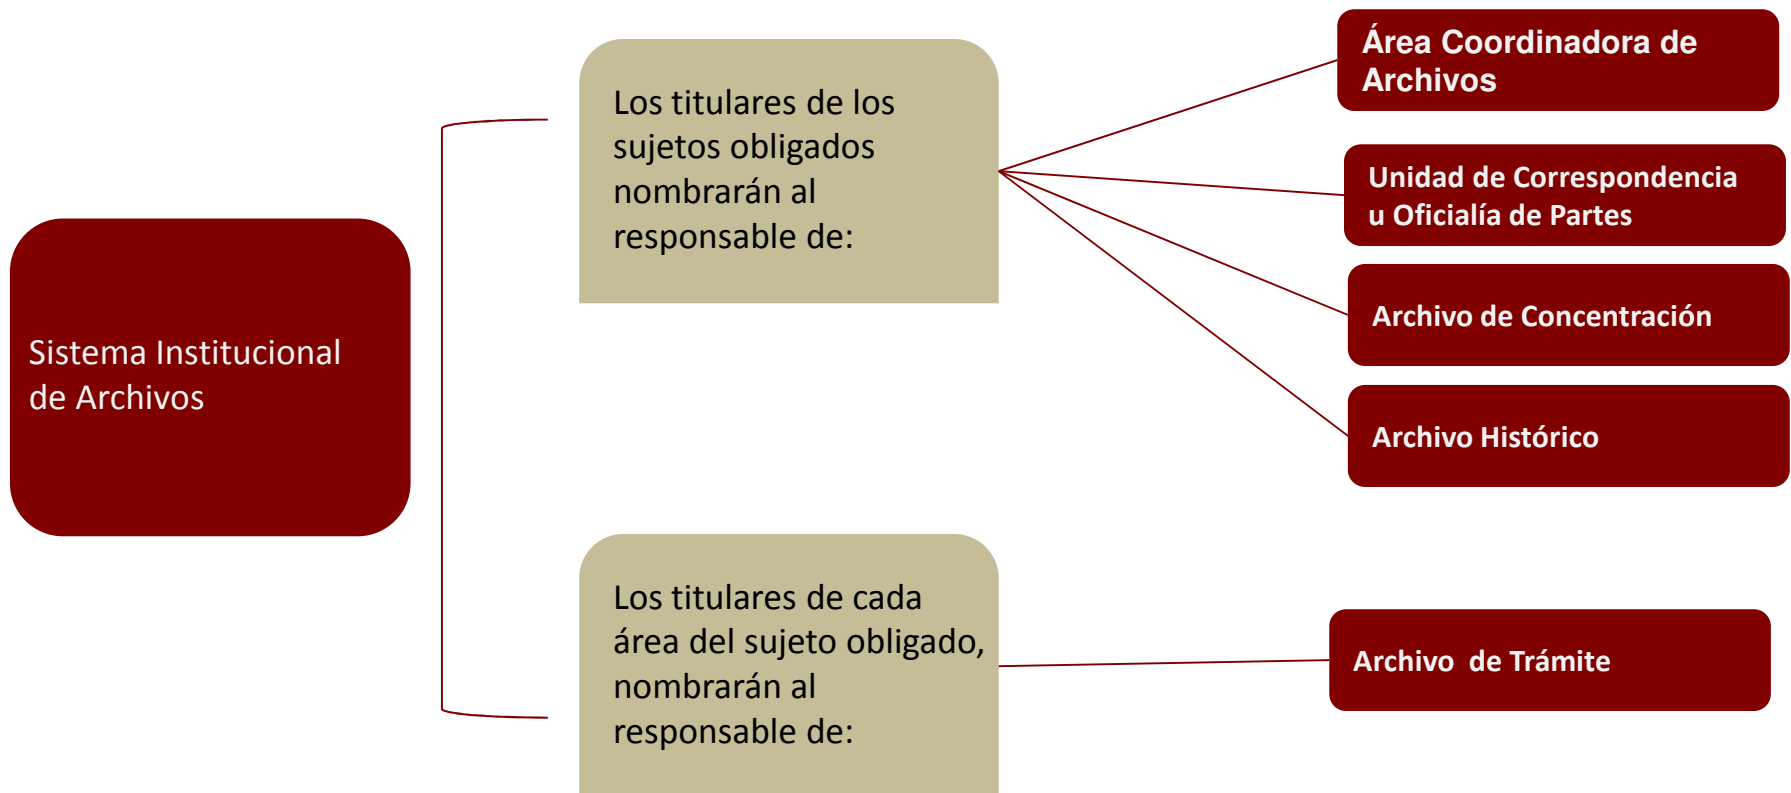 Sistema Institucional
de Archivos
Los titulares de los
sujetos obligados
nombrarán al
responsable de:
Área Coordinadora de
Archivos
Unidad de Correspondencia
u Oficialía de Partes
Archivo de Concentración
Archivo Histórico
Los titulares de cada
área del sujeto obligado,
nombrarán al
responsable de:
Archivo  de Trámite